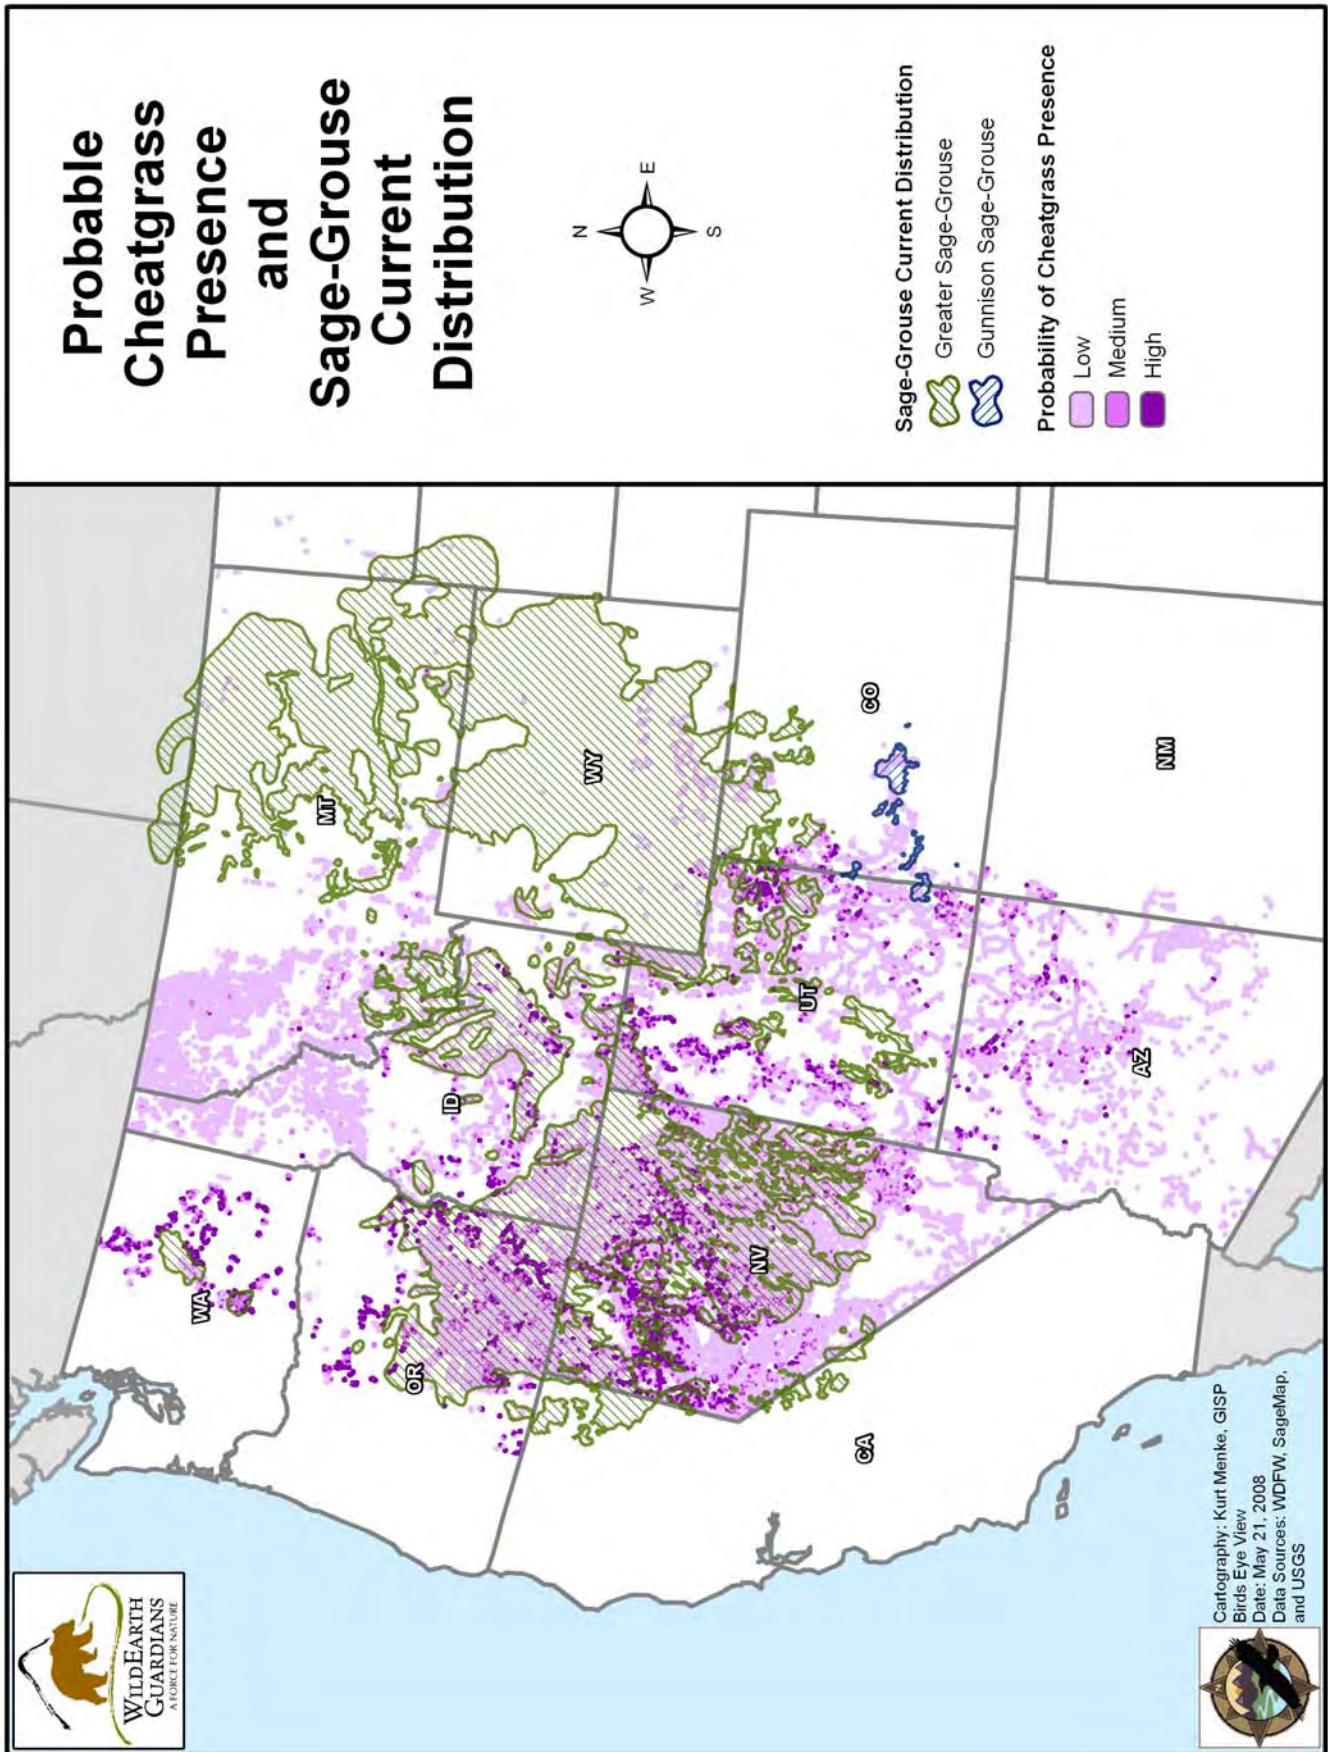 Probable
Cheatgrass
Presence
and
Sage-Grouse
Current
Distribution
N
W
E
S
Sage-Grouse Current Distribution
Greater Sage-Grouse
Gunnison Sage-Grouse
Probability of Cheatgrass Presence
Low
Medium
High
WA
MT
OR
ID
WY
NV
UT
CO
CA
AZ
NM
WILDEARTH
GUARDIANS
A FORCE FOR NATURE
Cartography: Kurt Menke, GISP
Birds Eye View
Date: May 21, 2008
Data Sources: WDFW, SageMap,
and USGS
N